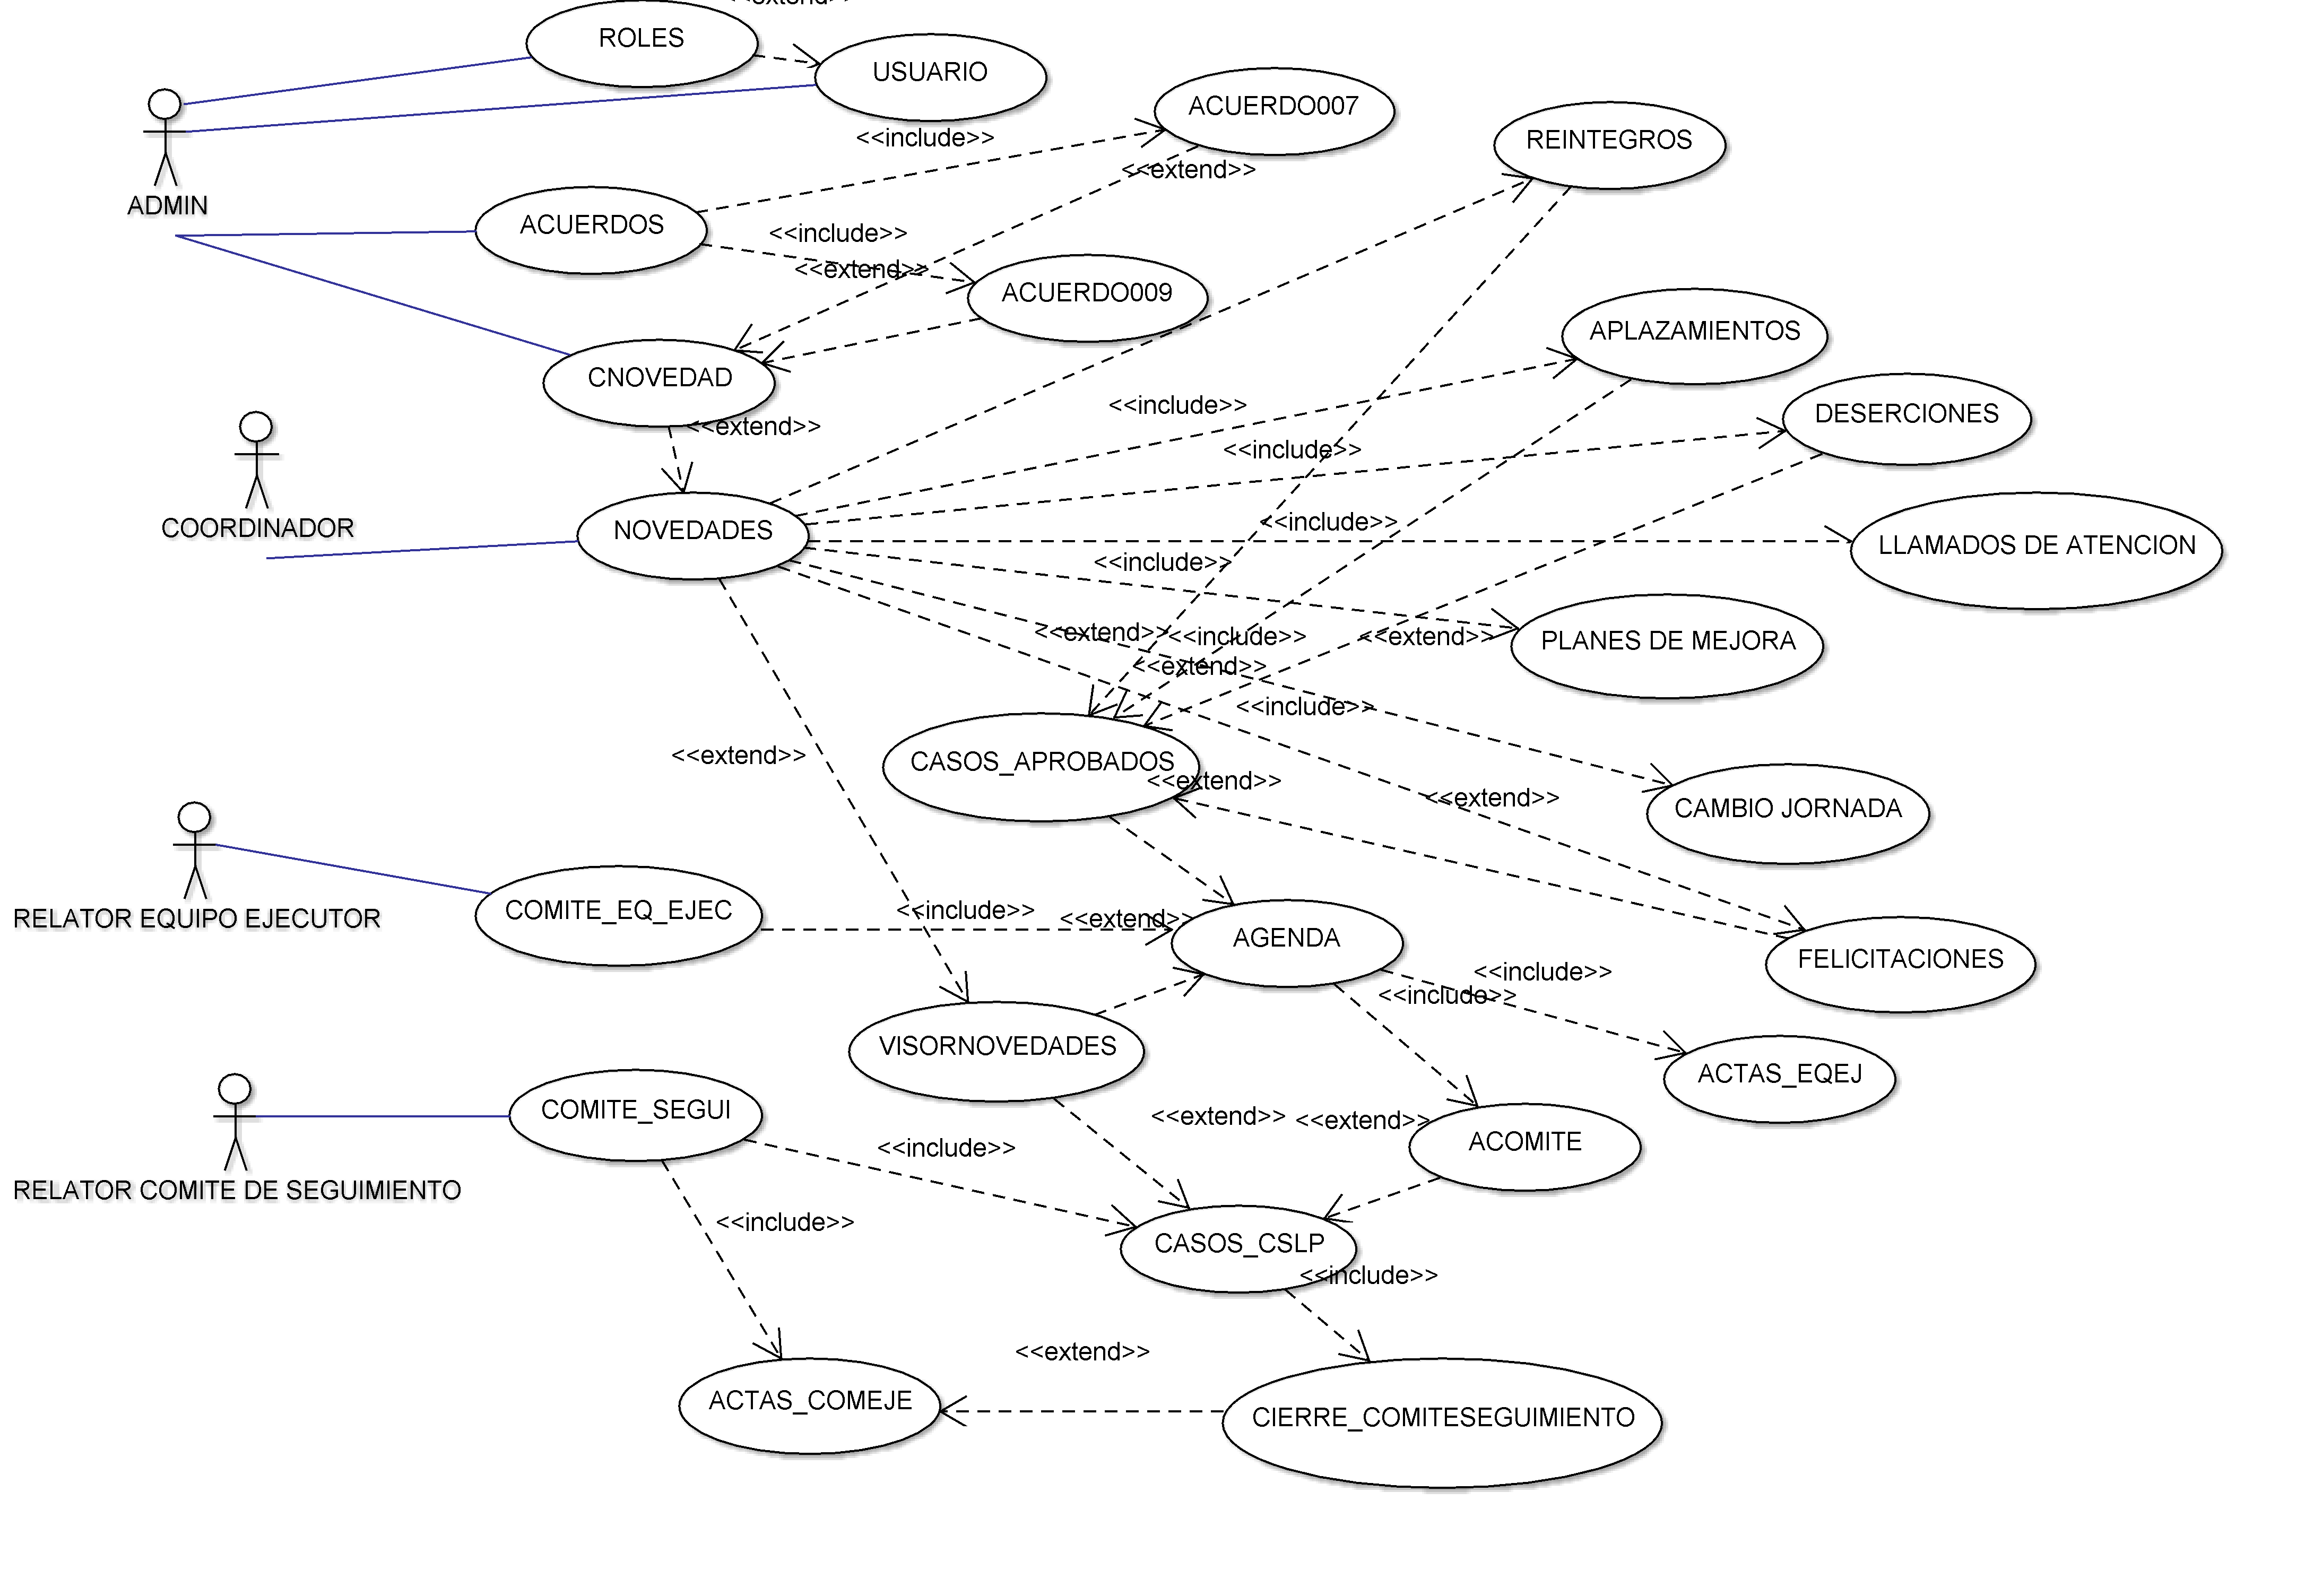 <<extend>>
ROLES
USUARIO
ACUERDO007
<<include>>
REINTEGROS
<<extend>>
ADMIN
ACUERDOS
<<include>>
<<extend>>
ACUERDO009
APLAZAMIENTOS
CNOVEDAD
<<include>>
DESERCIONES
<<extend>>
<<include>>
COORDINADOR
NOVEDADES
<<include>>
LLAMADOS DE ATENCION
<<include>>
<<extend>>
<<include>>
<<extend>>
PLANES DE MEJORA
<<extend>>
<<include>>
<<extend>>
CASOS_APROBADOS
<<extend>>
<<extend>>
CAMBIO JORNADA
RELATOR EQUIPO EJECUTOR
COMITE_EQ_EJEC
<<include>>
<<extend>>
AGENDA
FELICITACIONES
<<include>>
<<include>>
VISORNOVEDADES
ACTAS_EQEJ
COMITE_SEGUI
<<extend>>
<<extend>>
ACOMITE
<<include>>
RELATOR COMITE DE SEGUIMIENTO
<<include>>
CASOS_CSLP
<<include>>
<<extend>>
ACTAS_COMEJE
CIERRE_COMITESEGUIMIENTO